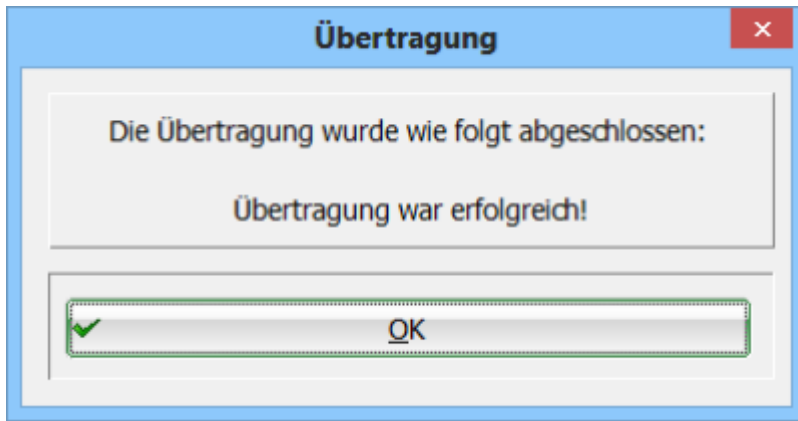 Übertragung
Die Übertragung wurde wie folgt abgeschlossen:
Übertragung war erfolgreich!
OK